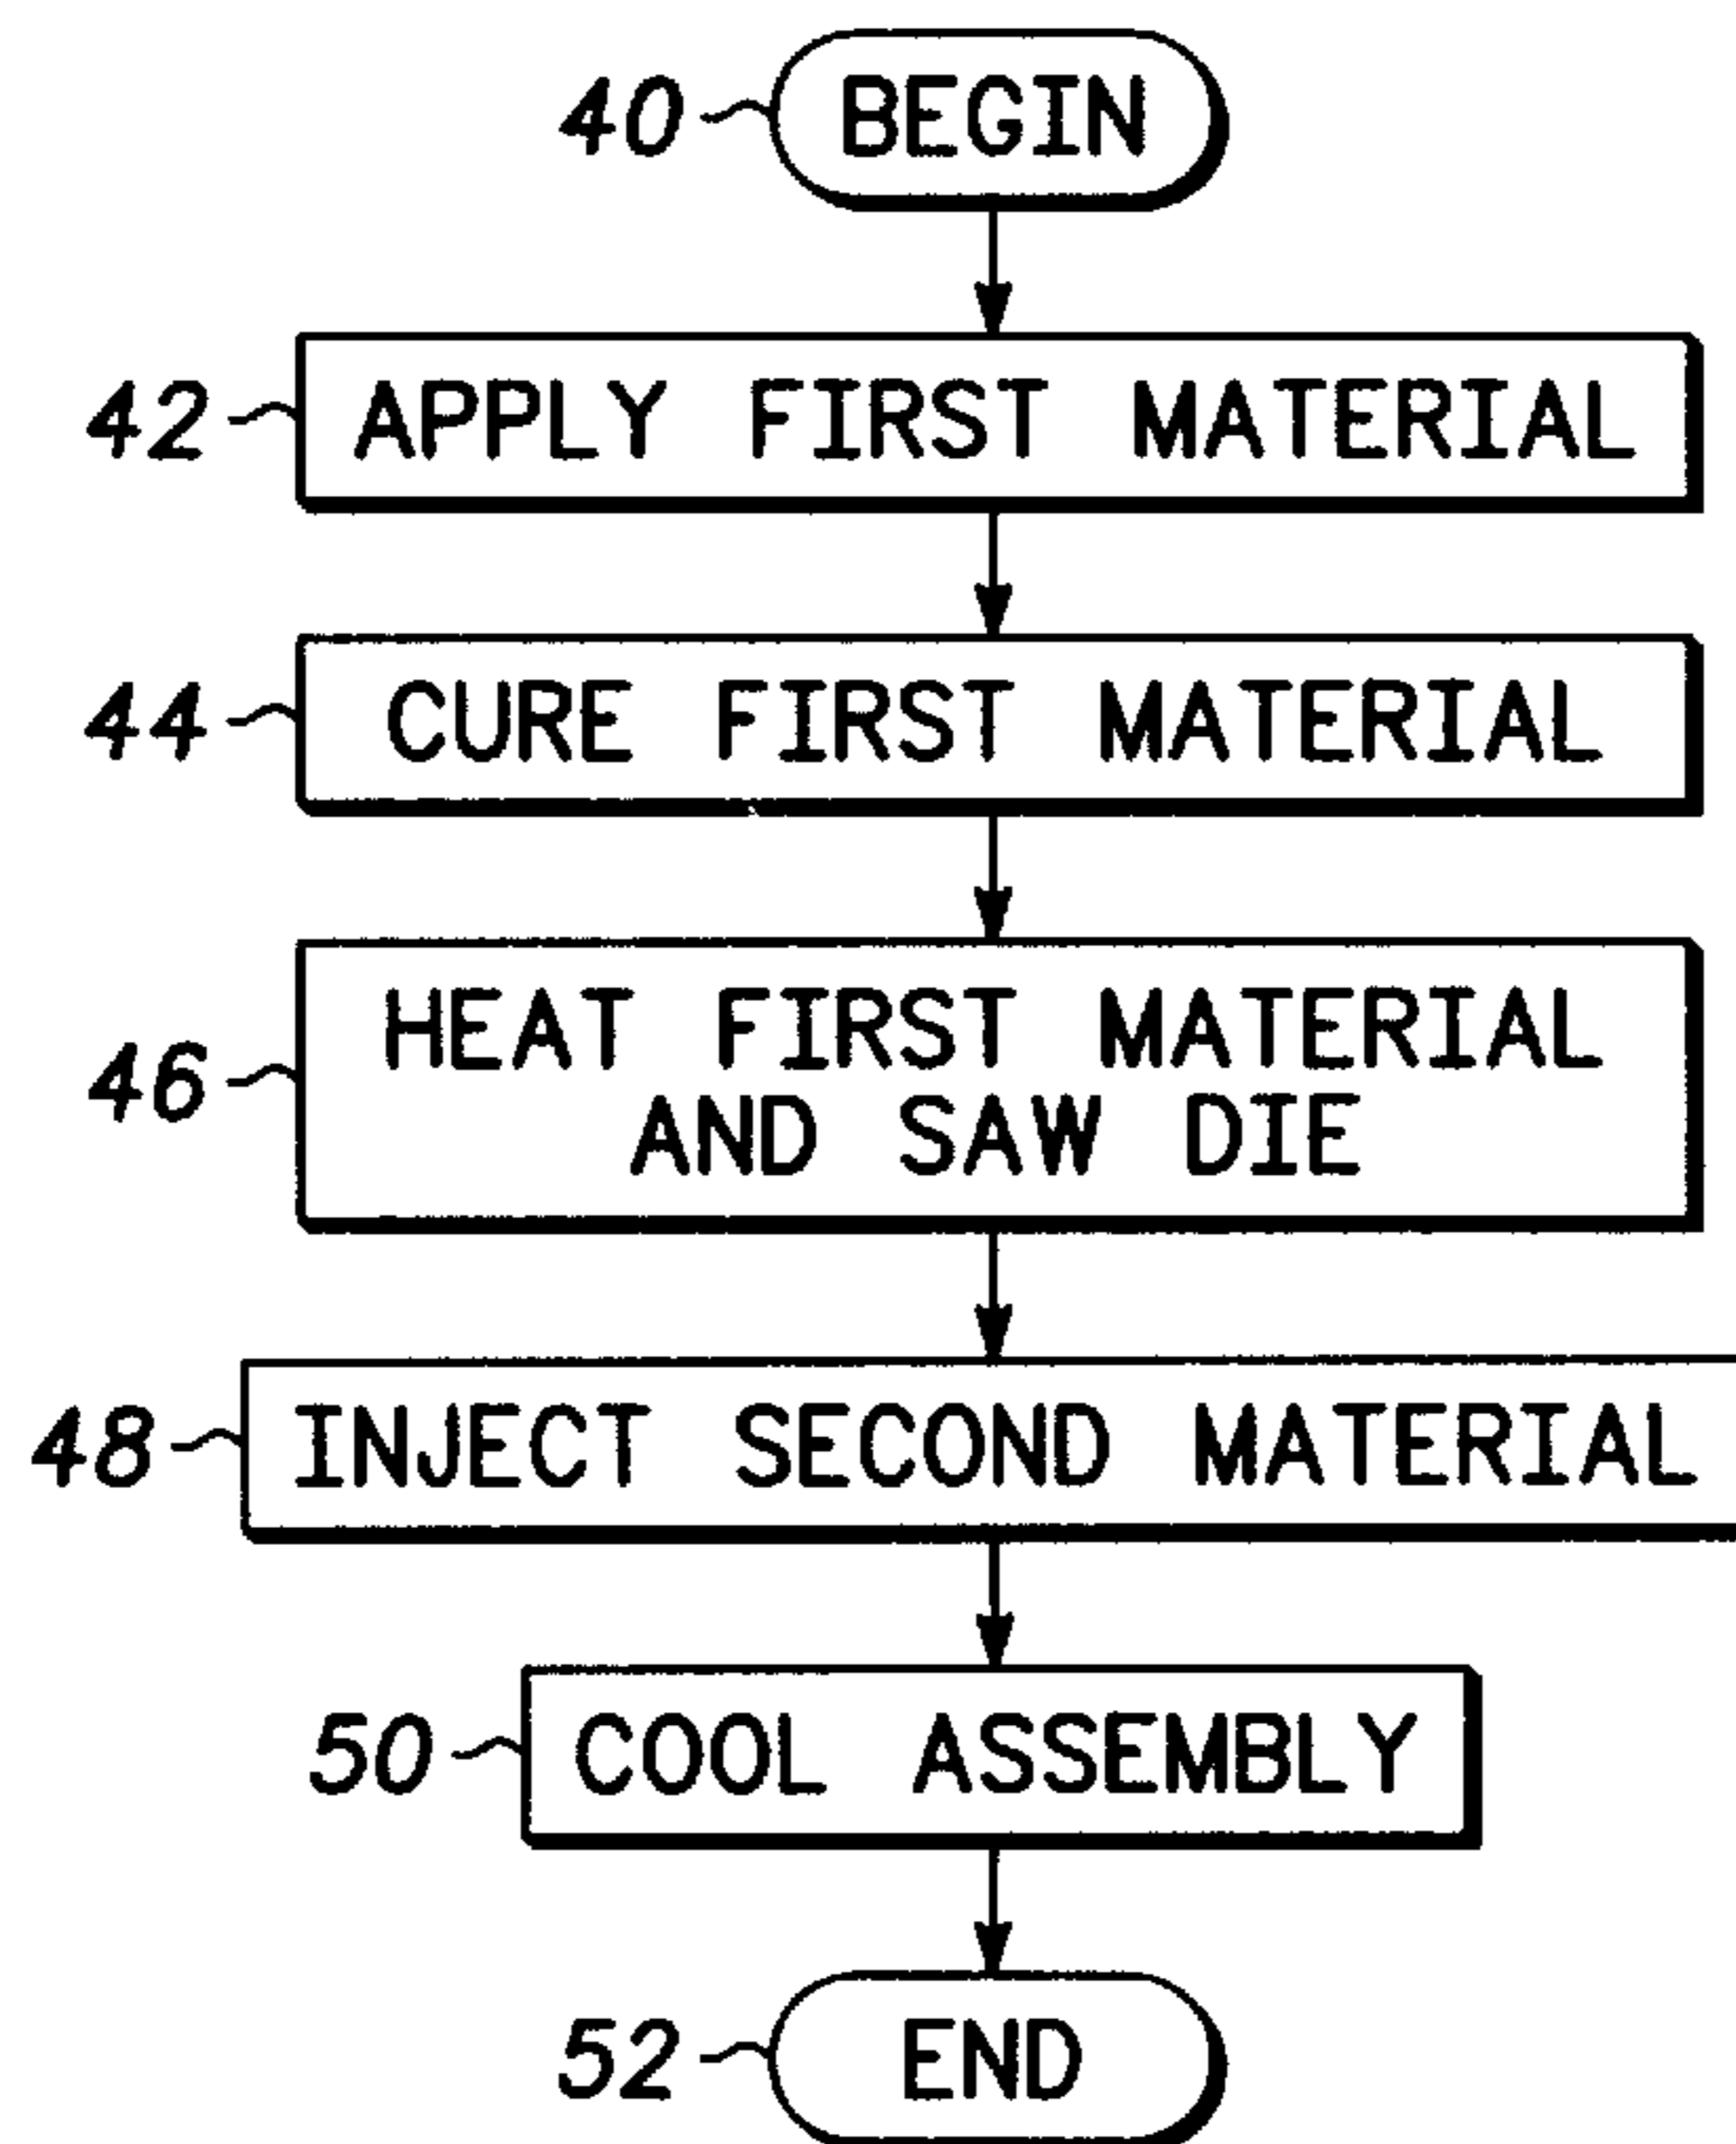 40 BEGIN
42 APPLY FIRST MATERIAL
44 CURE FIRST MATERIAL
46 HEAT FIRST MATERIAL
AND SAW DIE
48 INJECT SECOND MATERIAL
50 COOL ASSEMBLY
52 END